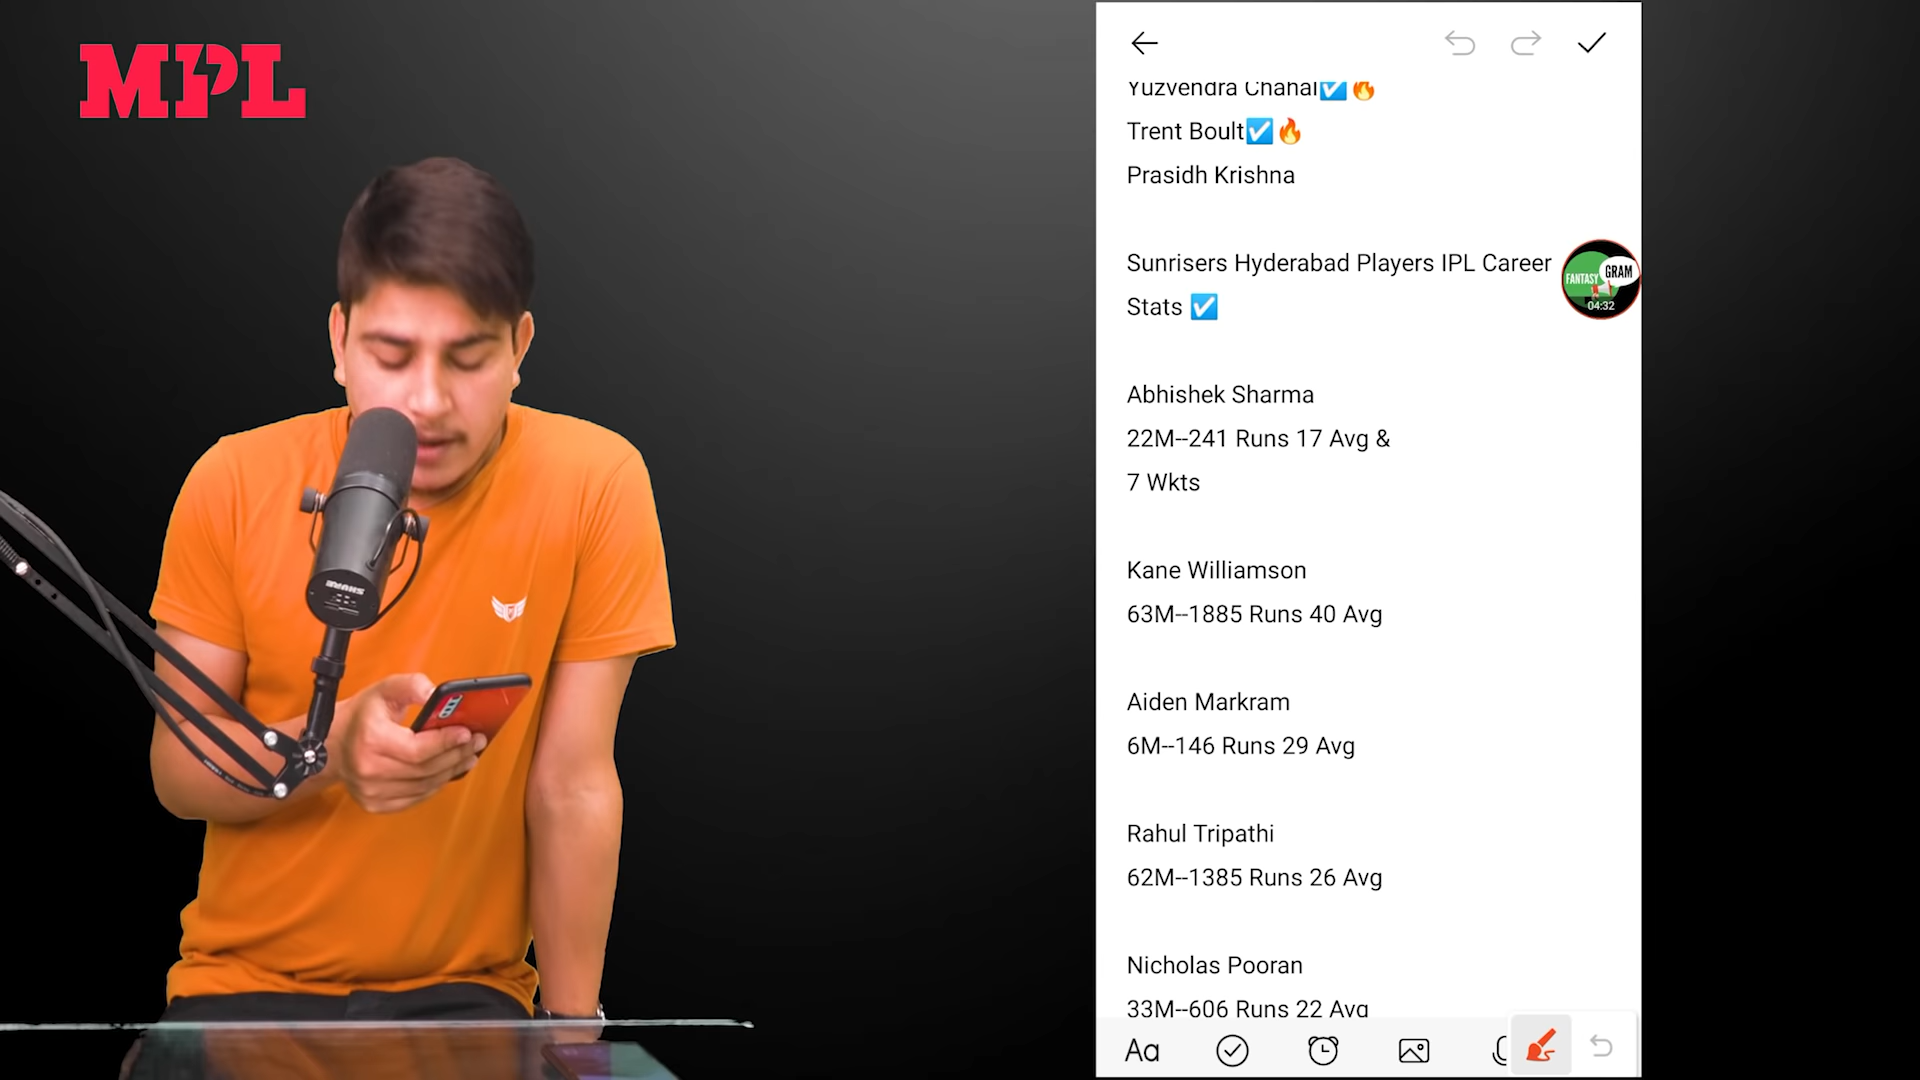 MPL
Yuzvendra Chahal☑️🔥
Trent Boult☑️🔥
Prasidh Krishna
Sunrisers Hyderabad Players IPL Career
Stats ☑️
FANTASY GRAM
04:32
Abhishek Sharma
22M--241 Runs 17 Avg &
7 Wkts
Kane Williamson
63M--1885 Runs 40 Avg
Aiden Markram
6M--146 Runs 29 Avg
Rahul Tripathi
62M--1385 Runs 26 Avg
Nicholas Pooran
33M--606 Runs 22 Avg
Aa
SHURE